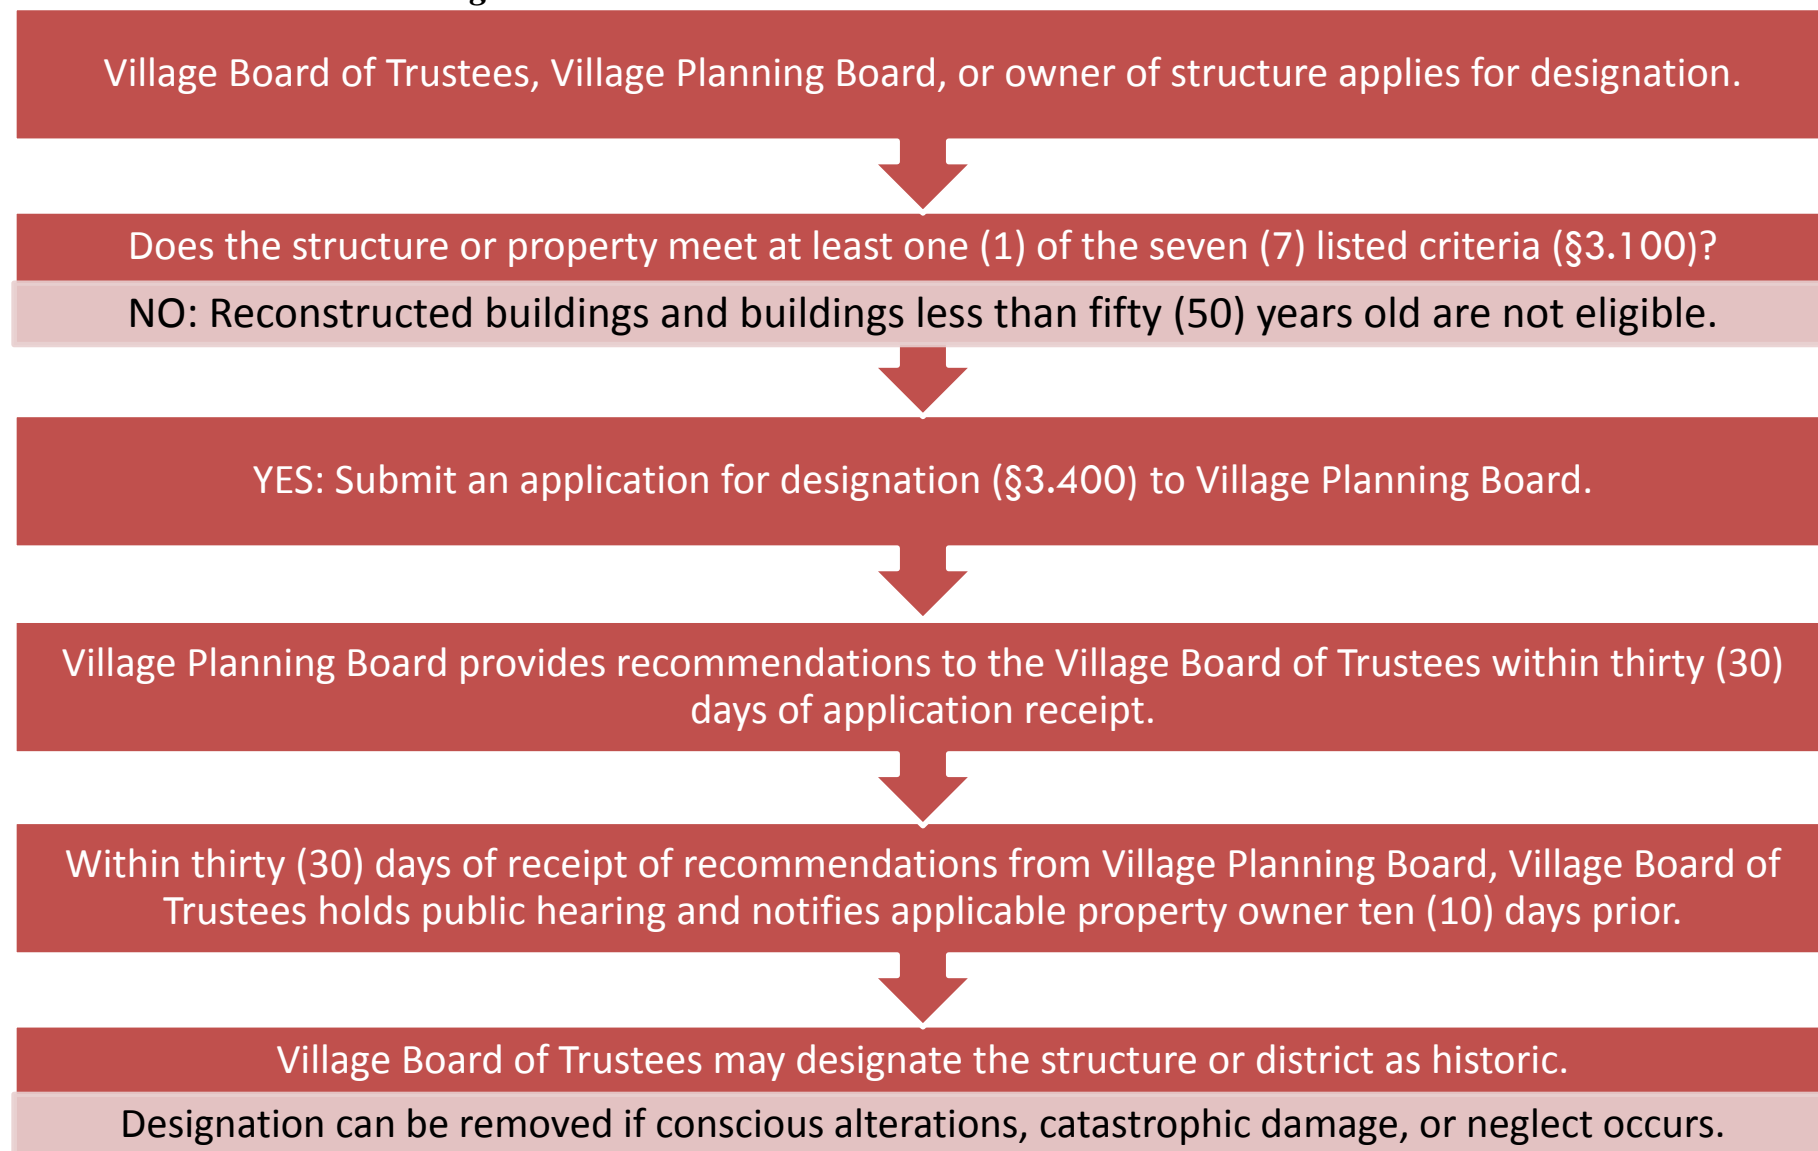 Village Board of Trustees, Village Planning Board, or owner of structure applies for designation.
Does the structure or property meet at least one (1) of the seven (7) listed criteria (§3.100)?
NO: Reconstructed buildings and buildings less than fifty (50) years old are not eligible.
YES: Submit an application for designation (§3.400) to Village Planning Board.
Village Planning Board provides recommendations to the Village Board of Trustees within thirty (30)
days of application receipt.
Within thirty (30) days of receipt of recommendations from Village Planning Board, Village Board of
Trustees holds public hearing and notifies applicable property owner ten (10) days prior.
Village Board of Trustees may designate the structure or district as historic.
Designation can be removed if conscious alterations, catastrophic damage, or neglect occurs.